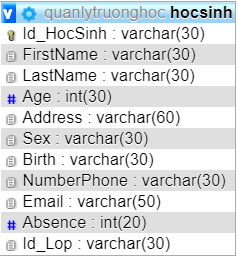 quanlytruonghoc hocsinh
Id_HocSinh : varchar(30)
FirstName : varchar(30)
LastName : varchar(30)
# Age : int(30)
Address : varchar(60)
Sex : varchar(30)
Birth : varchar(30)
NumberPhone : varchar(30)
Email : varchar(50)
# Absence : int(20)
Id_Lop : varchar(30)